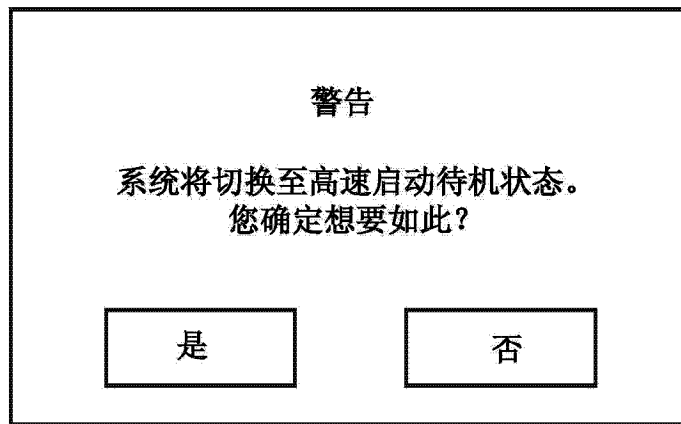 警告
系统将切换至高速启动待机状态。
您确定想要如此？
是
否